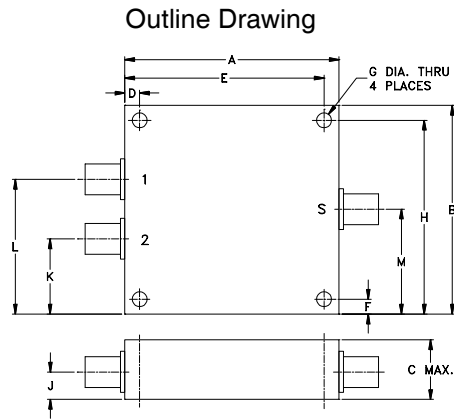 Outline Drawing
A
E
D
G DIA. THRU
4 PLACES
1
2
S
L
K
M
F
H
B
J
C MAX.